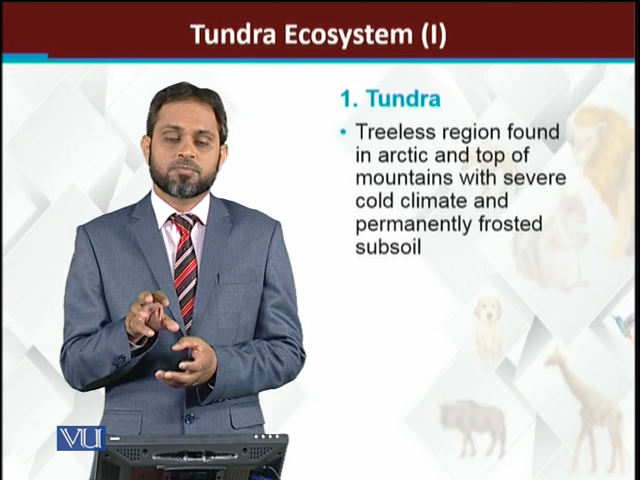 Tundra Ecosystem (I)
1. Tundra
• Treeless region found
in arctic and top of
mountains with severe
cold climate and
permanently frosted
subsoil
VU